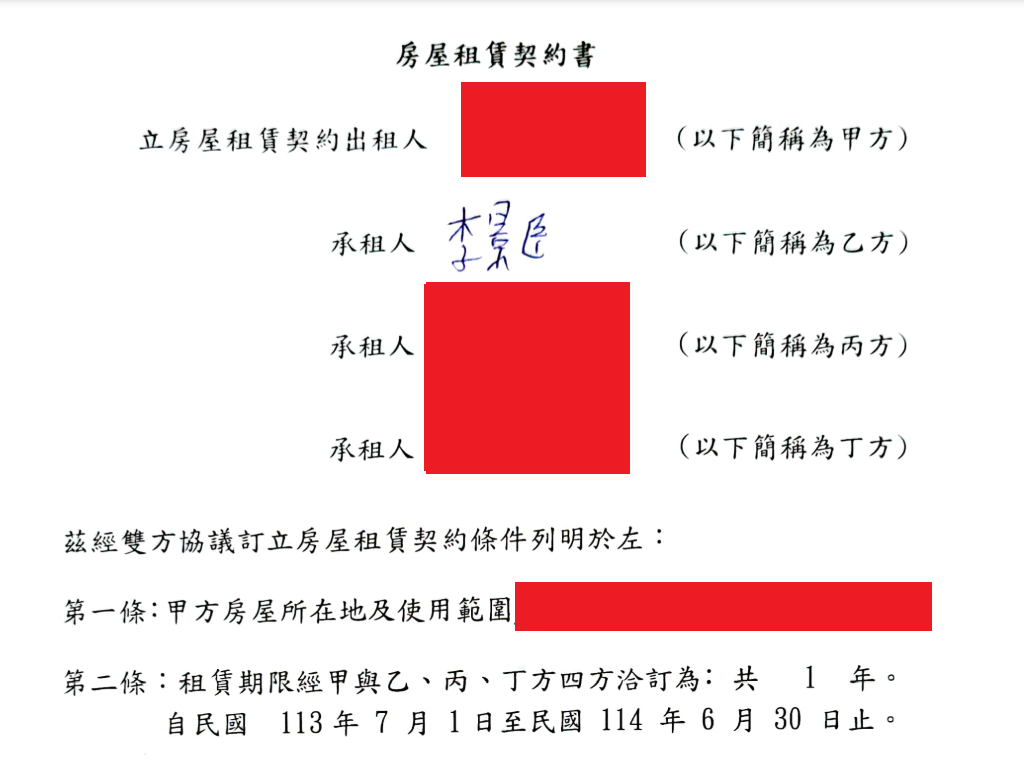 房屋租賃契約書
立房屋租賃契約出租人 （以下簡稱為甲方）
承租人 李景臣 （以下簡稱為乙方）
承租人 （以下簡稱為丙方）
承租人 （以下簡稱為丁方）
茲經雙方協議訂立房屋租賃契約條件列明於左：
第一條：甲方房屋所在地及使用範圍
第二條：租賃期限經甲與乙、丙、丁方四方洽訂為：共 1 年。
自民國 113 年 7 月 1 日至民國 114 年 6 月 30 日止。